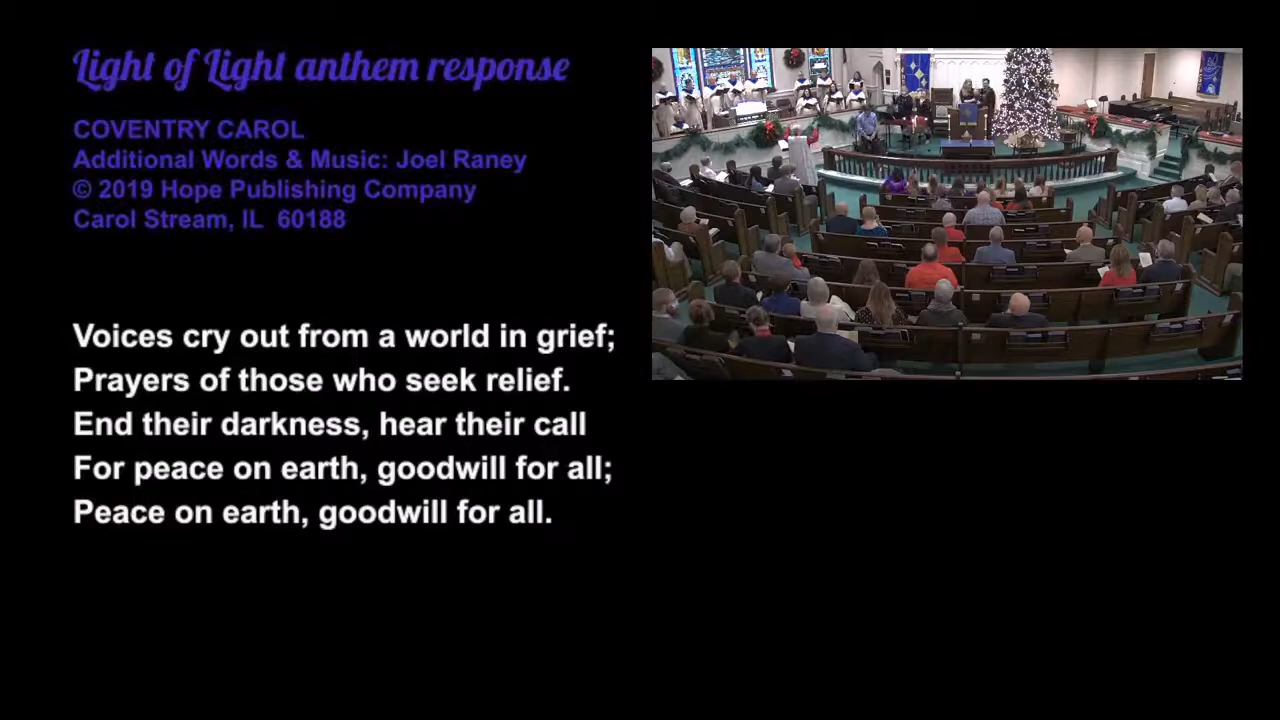 Light of Light anthem response
COVENTRY CAROL
Additional Words & Music: Joel Raney
© 2019 Hope Publishing Company
Carol Stream, IL  60188
Voices cry out from a world in grief;
Prayers of those who seek relief.
End their darkness, hear their call
For peace on earth, goodwill for all;
Peace on earth, goodwill for all.